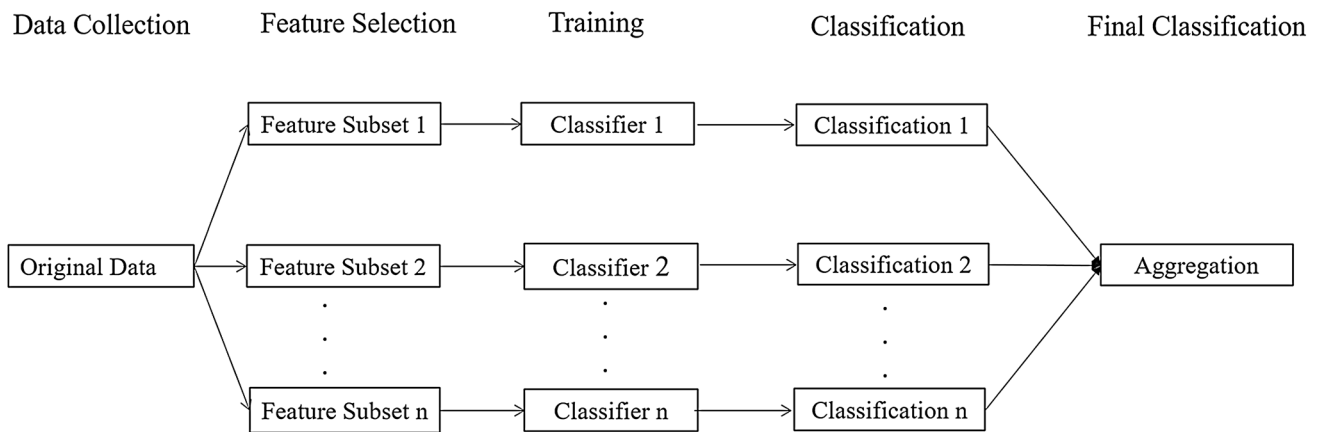 Data Collection
Feature Selection
Training
Classification
Final Classification
Feature Subset 1
Classifier 1
Classification 1
Original Data
Feature Subset 2
Classifier 2
Classification 2
Aggregation
Feature Subset n
Classifier n
Classification n